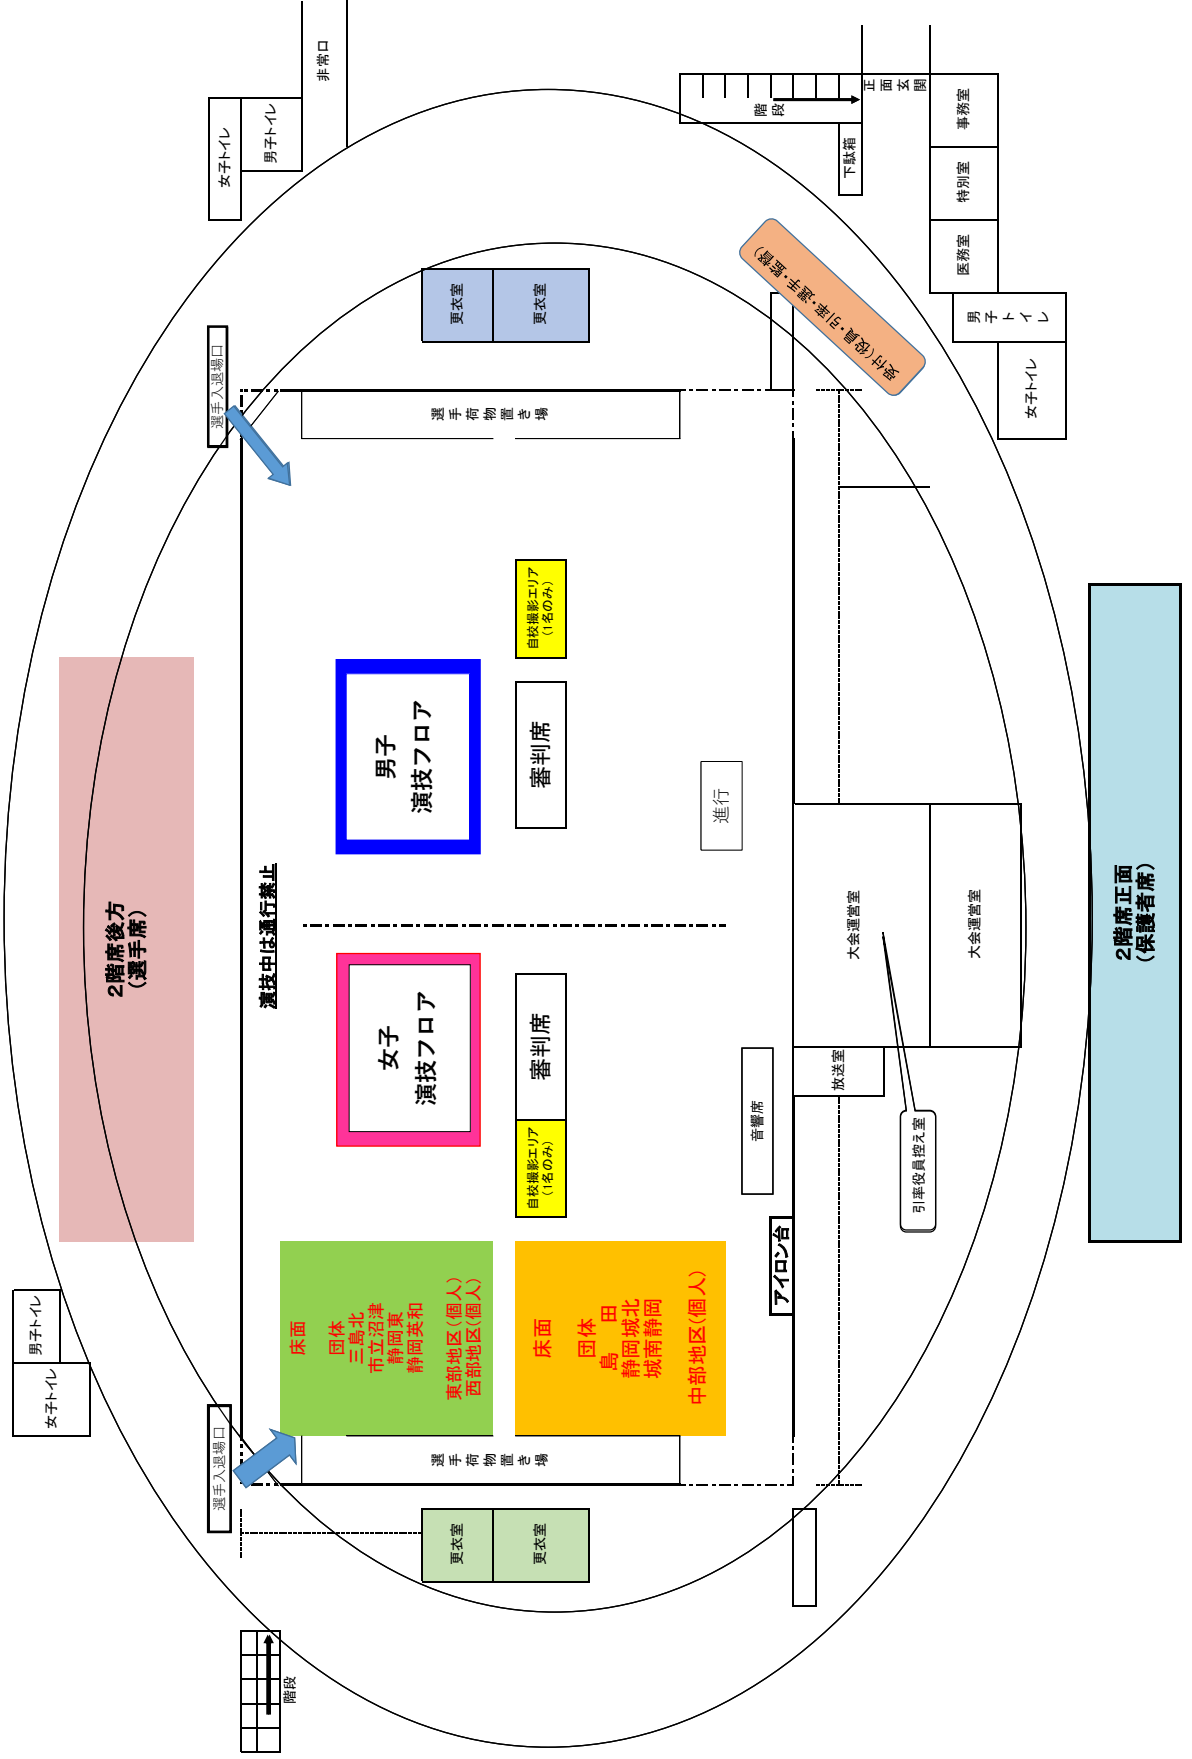 女子トイレ
男子トイレ
非常口
階段
正面玄関
下駄箱
事務室
特別室
医務室
男子トイレ
女子トイレ
受付(役員・引率・選手・監督)
更衣室
更衣室
選手入退場口
選手荷物置き場
2階席後方
(選手席)
演技中は通行禁止
男子
演技フロア
審判席
自校撮影エリア
(1名のみ)
進行
女子
演技フロア
審判席
自校撮影エリア
(1名のみ)
音響席
放送室
大会運営室
大会運営室
引率役員控え室
2階席正面
(保護者席)
アイロン台
床面
団体
三島北
市立沼津
静岡東
静岡英和
東部地区(個人)
西部地区(個人)
床面
団体
島 田
静岡城北
城南静岡
中部地区(個人)
男子トイレ
女子トイレ
選手入退場口
選手荷物置き場
更衣室
更衣室
階段